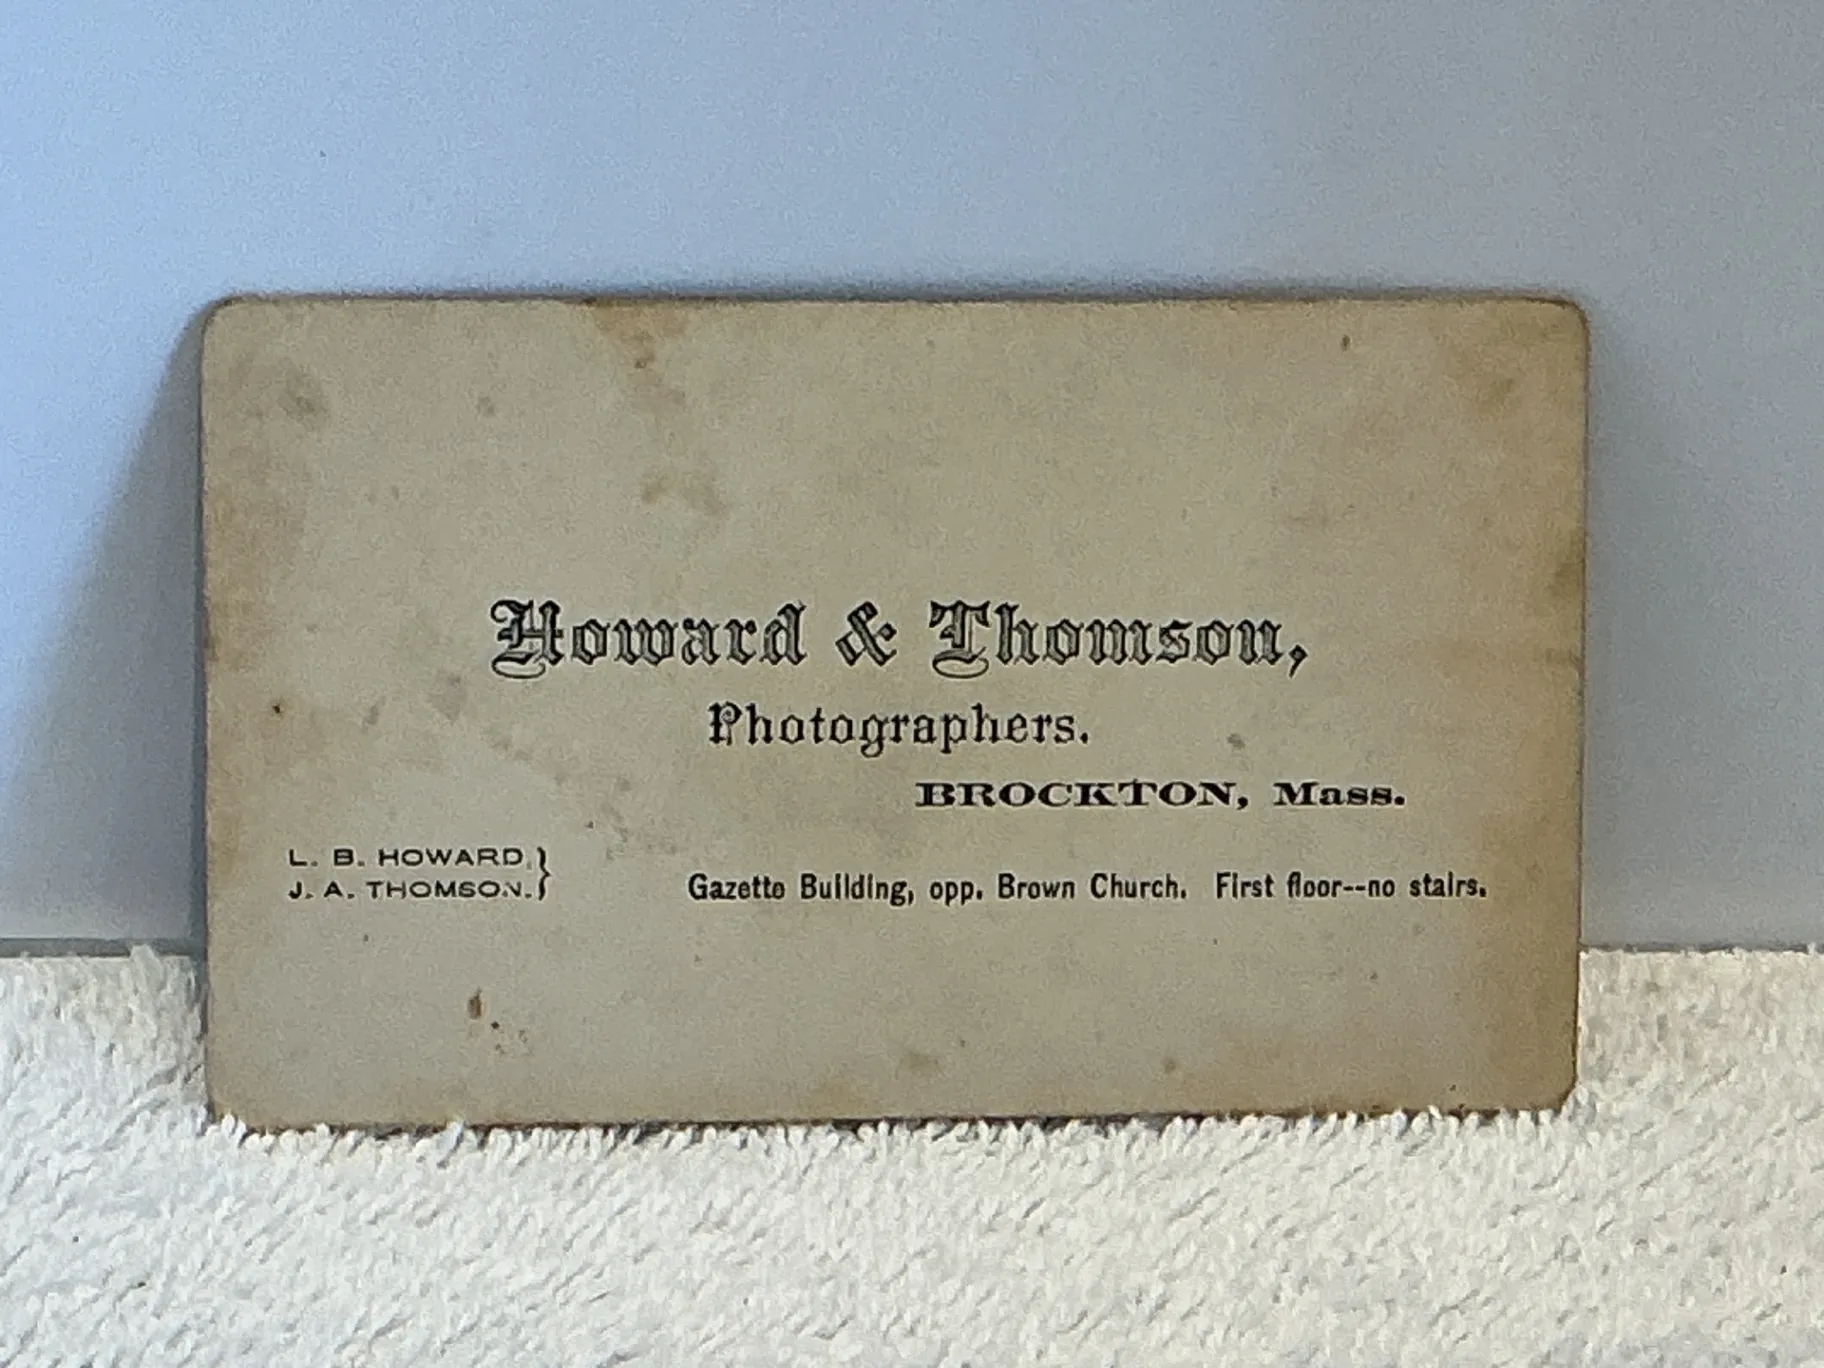 Howard & Thomson,
Photographers.
BROCKTON, Mass.
L. B. HOWARD, }
J. A. THOMSON. }
Gazette Building, opp. Brown Church. First floor--no stairs.